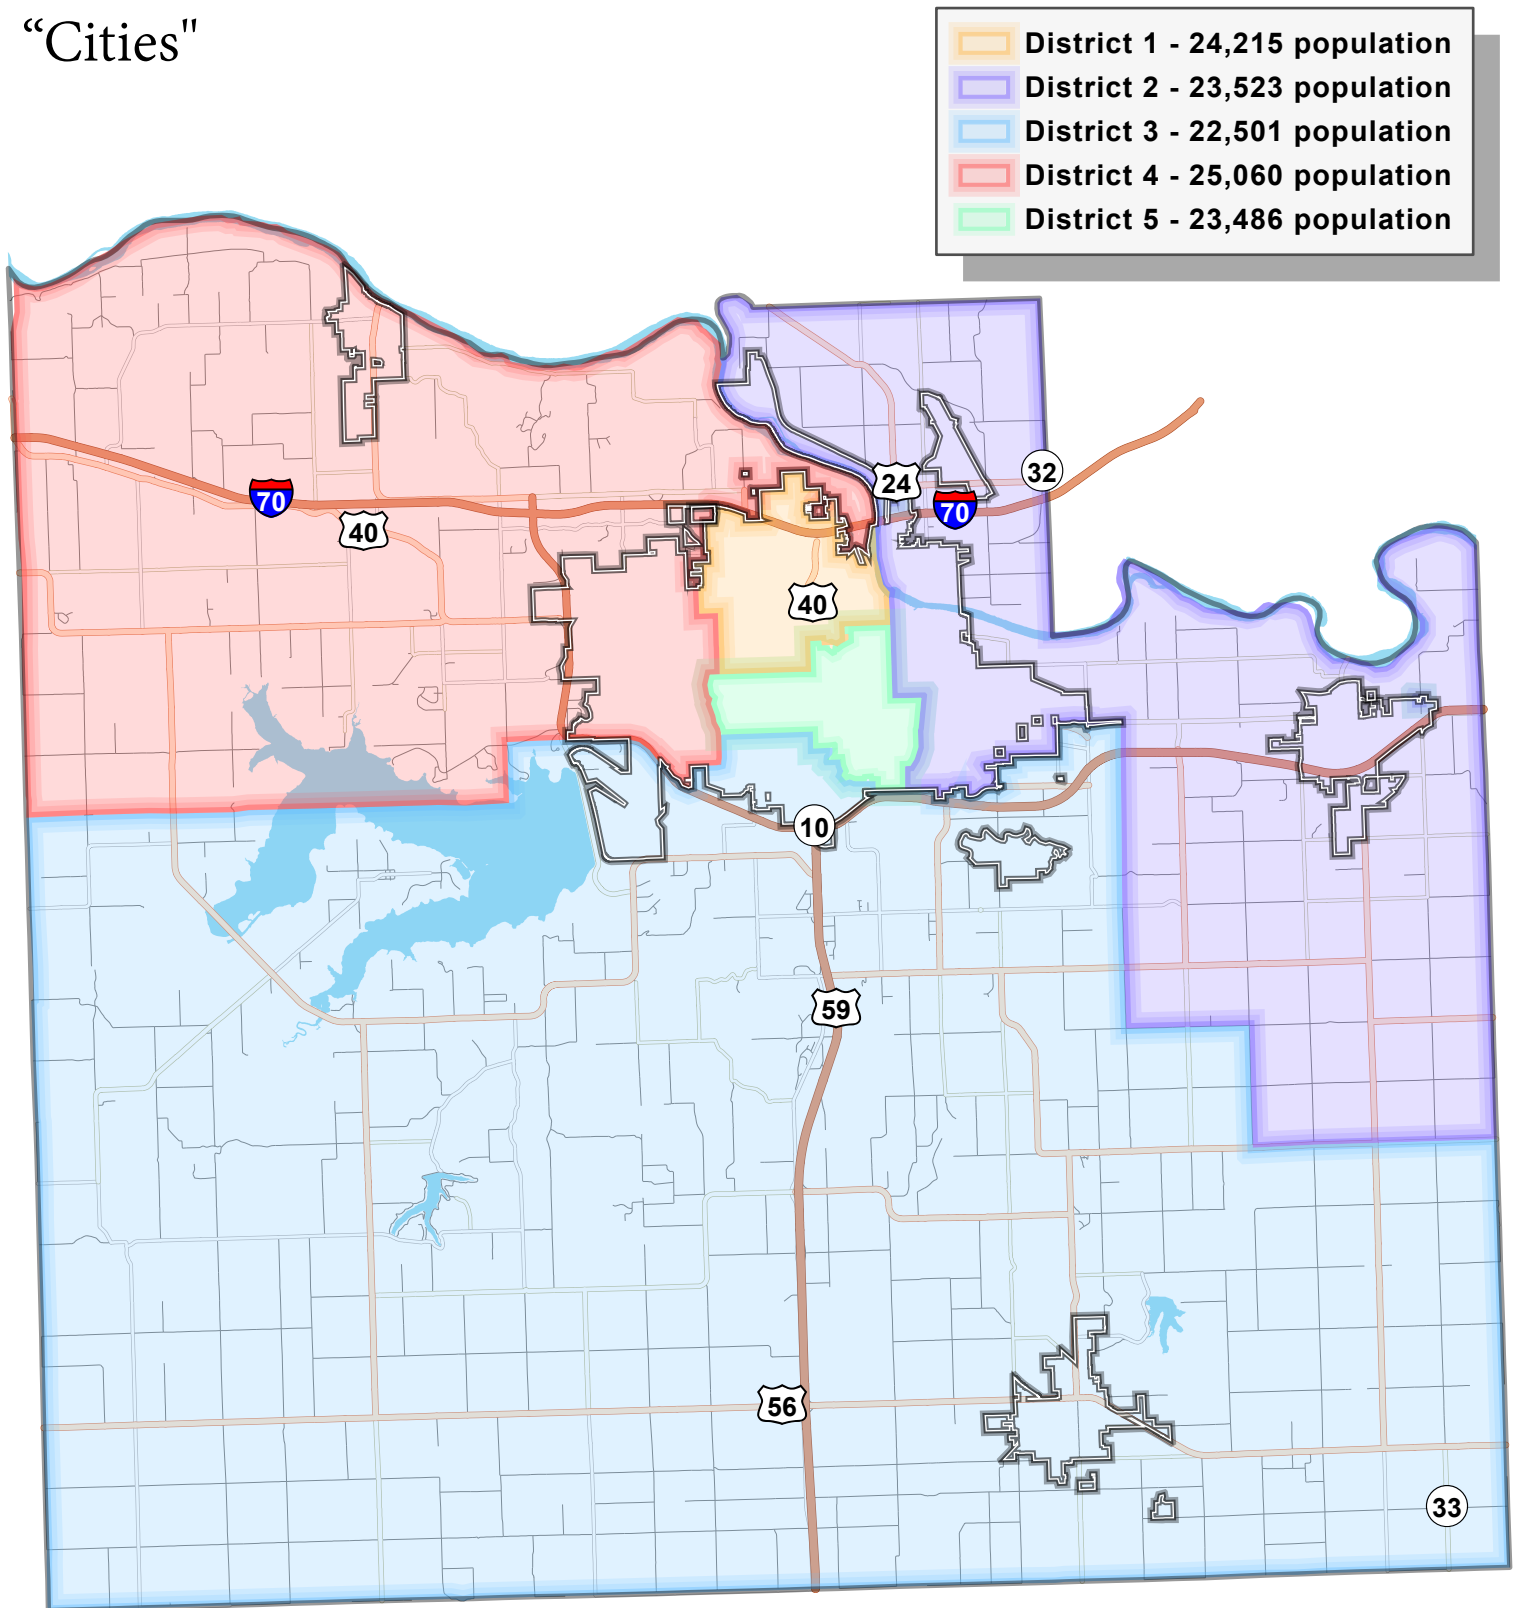 “Cities"
District 1 - 24,215 population
District 2 - 23,523 population
District 3 - 22,501 population
District 4 - 25,060 population
District 5 - 23,486 population
32
24
70
70
40
40
10
59
56
33